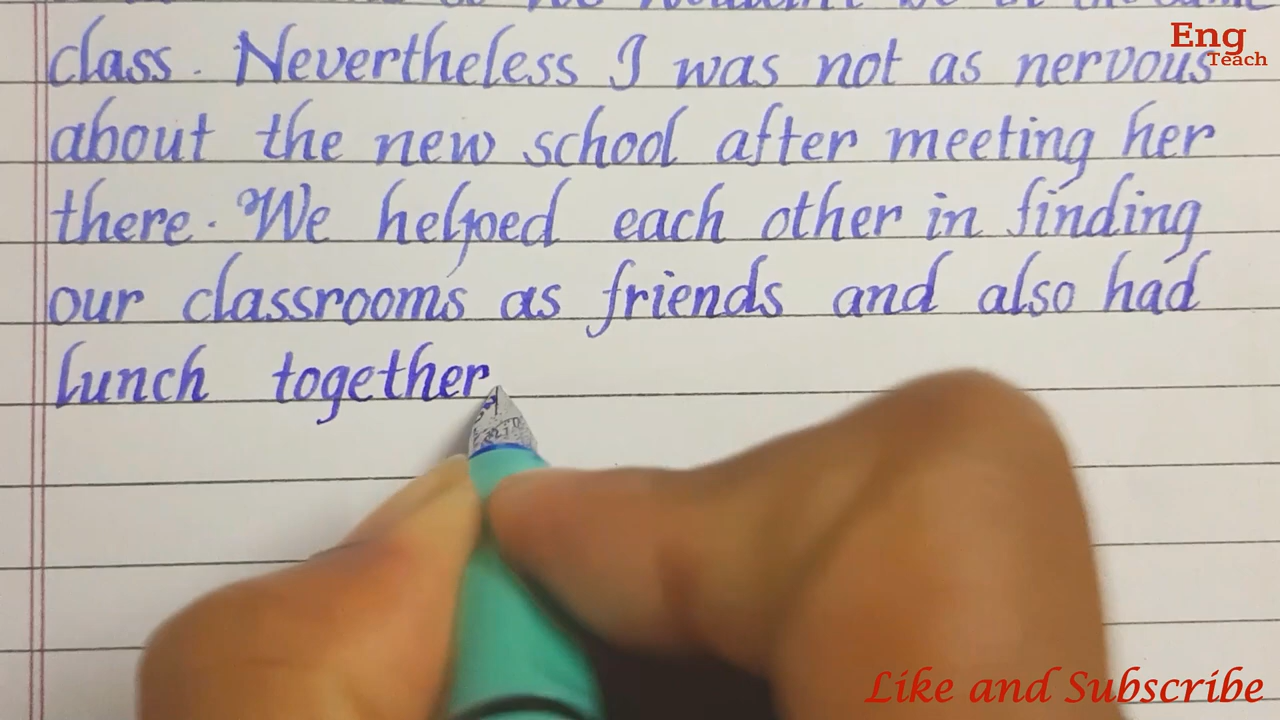 class. Nevertheless I was not as nervous
about the new school after meeting her
there. We helped each other in finding
our classrooms as friends and also had
lunch together
Eng
Teach
Like and Subscribe